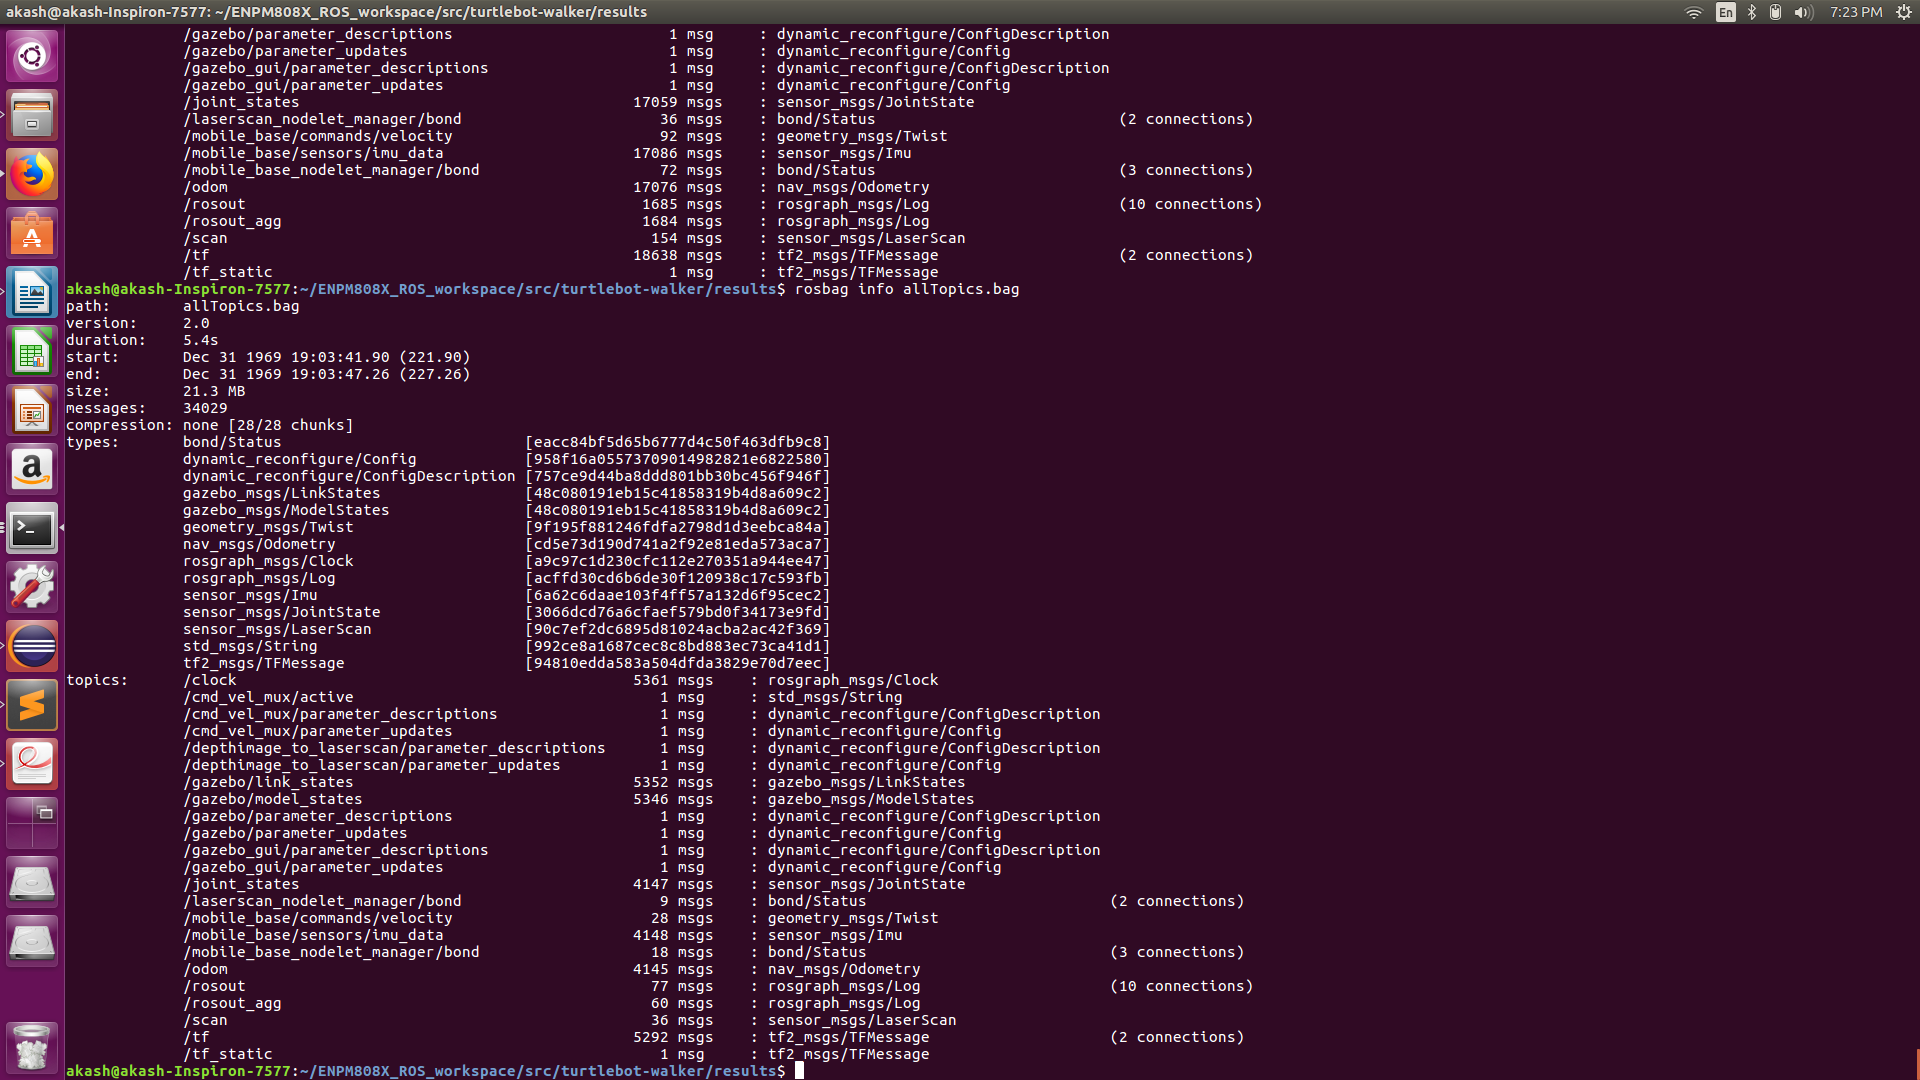 akash@akash-Inspiron-7577: ~/ENPM808X_ROS_workspace/src/turtlebot-walker/results En 7:23 PM
/gazebo/parameter_descriptions 1 msg : dynamic_reconfigure/ConfigDescription
/gazebo/parameter_updates 1 msg : dynamic_reconfigure/Config
/gazebo_gui/parameter_descriptions 1 msg : dynamic_reconfigure/ConfigDescription
/gazebo_gui/parameter_updates 1 msg : dynamic_reconfigure/Config
/joint_states 17059 msgs : sensor_msgs/JointState
/laserscan_nodelet_manager/bond 36 msgs : bond/Status (2 connections)
/mobile_base/commands/velocity 92 msgs : geometry_msgs/Twist
/mobile_base/sensors/imu_data 17086 msgs : sensor_msgs/Imu
/mobile_base_nodelet_manager/bond 72 msgs : bond/Status (3 connections)
/odom 17076 msgs : nav_msgs/Odometry
/rosout 1685 msgs : rosgraph_msgs/Log (10 connections)
/rosout_agg 1684 msgs : rosgraph_msgs/Log
/scan 154 msgs : sensor_msgs/LaserScan
/tf 18638 msgs : tf2_msgs/TFMessage (2 connections)
/tf_static 1 msg : tf2_msgs/TFMessage
akash@akash-Inspiron-7577:~/ENPM808X_ROS_workspace/src/turtlebot-walker/results$ rosbag info allTopics.bag
path: allTopics.bag
version: 2.0
duration: 5.4s
start: Dec 31 1969 19:03:41.90 (221.90)
end: Dec 31 1969 19:03:47.26 (227.26)
size: 21.3 MB
messages: 34029
compression: none [28/28 chunks]
types: bond/Status [eacc84bf5d65b6777d4c50f463dfb9c8]
dynamic_reconfigure/Config [958f16a05573709014982821e6822580]
dynamic_reconfigure/ConfigDescription [757ce9d44ba8ddd801bb30bc456f946f]
gazebo_msgs/LinkStates [48c080191eb15c41858319b4d8a609c2]
gazebo_msgs/ModelStates [48c080191eb15c41858319b4d8a609c2]
geometry_msgs/Twist [9f195f881246fdfa2798d1d3eebca84a]
nav_msgs/Odometry [cd5e73d190d741a2f92e81eda573aca7]
rosgraph_msgs/Clock [a9c97c1d230cfc112e270351a944ee47]
rosgraph_msgs/Log [acffd30cd6b6de30f120938c17c593fb]
sensor_msgs/Imu [6a62c6daae103f4ff57a132d6f95cec2]
sensor_msgs/JointState [3066dcd76a6cfaef579bd0f34173e9fd]
sensor_msgs/LaserScan [90c7ef2dc6895d81024acba2ac42f369]
std_msgs/String [992ce8a1687cec8c8bd883ec73ca41d1]
tf2_msgs/TFMessage [94810edda583a504dfda3829e70d7eec]
topics: /clock 5361 msgs : rosgraph_msgs/Clock
/cmd_vel_mux/active 1 msg : std_msgs/String
/cmd_vel_mux/parameter_descriptions 1 msg : dynamic_reconfigure/ConfigDescription
/cmd_vel_mux/parameter_updates 1 msg : dynamic_reconfigure/Config
/depthimage_to_laserscan/parameter_descriptions 1 msg : dynamic_reconfigure/ConfigDescription
/depthimage_to_laserscan/parameter_updates 1 msg : dynamic_reconfigure/Config
/gazebo/link_states 5352 msgs : gazebo_msgs/LinkStates
/gazebo/model_states 5346 msgs : gazebo_msgs/ModelStates
/gazebo/parameter_descriptions 1 msg : dynamic_reconfigure/ConfigDescription
/gazebo/parameter_updates 1 msg : dynamic_reconfigure/Config
/gazebo_gui/parameter_descriptions 1 msg : dynamic_reconfigure/ConfigDescription
/gazebo_gui/parameter_updates 1 msg : dynamic_reconfigure/Config
/joint_states 4147 msgs : sensor_msgs/JointState
/laserscan_nodelet_manager/bond 9 msgs : bond/Status (2 connections)
/mobile_base/commands/velocity 28 msgs : geometry_msgs/Twist
/mobile_base/sensors/imu_data 4148 msgs : sensor_msgs/Imu
/mobile_base_nodelet_manager/bond 18 msgs : bond/Status (3 connections)
/odom 4145 msgs : nav_msgs/Odometry
/rosout 77 msgs : rosgraph_msgs/Log (10 connections)
/rosout_agg 60 msgs : rosgraph_msgs/Log
/scan 36 msgs : sensor_msgs/LaserScan
/tf 5292 msgs : tf2_msgs/TFMessage (2 connections)
/tf_static 1 msg : tf2_msgs/TFMessage
akash@akash-Inspiron-7577:~/ENPM808X_ROS_workspace/src/turtlebot-walker/results$